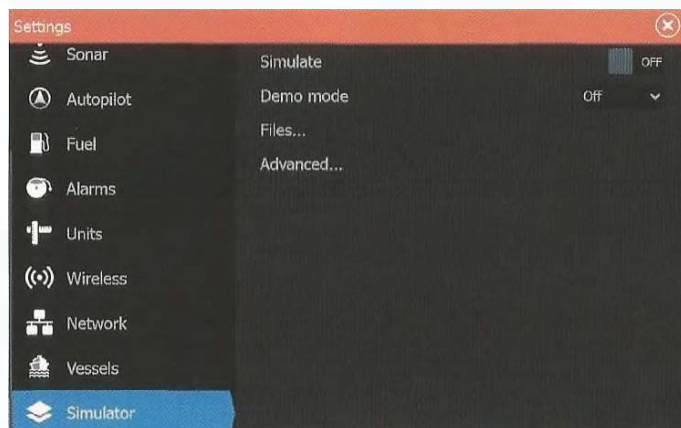 Settings
Sonar
Autopilot
Fuel
Alarms
Units
Wireless
Network
Vessels
Simulator
Simulate OFF
Demo mode Off
Files...
Advanced...